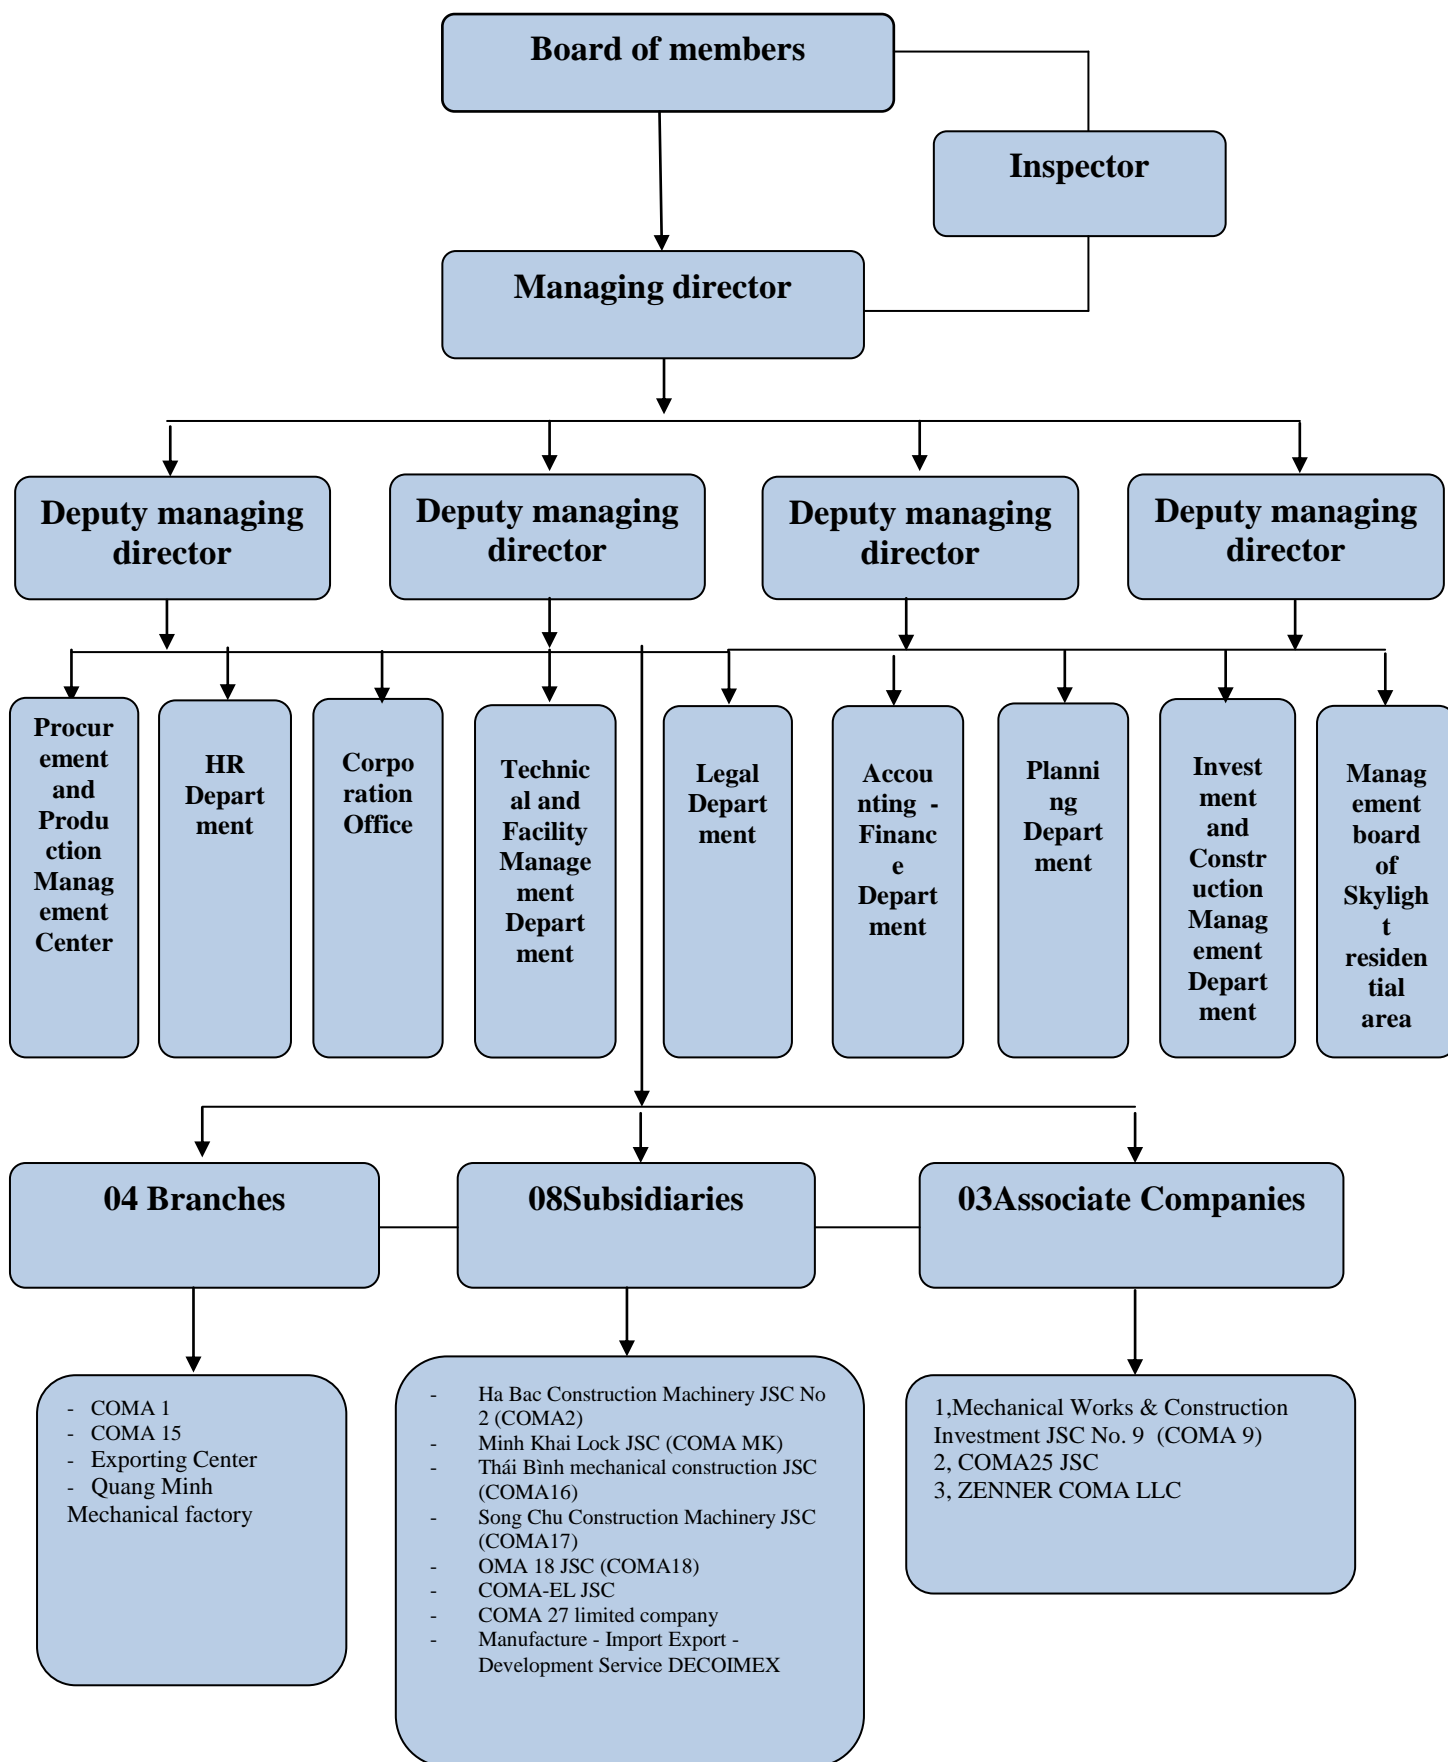 Board of members
Inspector
Managing director
Deputy managing
director
Deputy managing
director
Deputy managing
director
Deputy managing
director
Procur
ement
and
Produ
ction
Manag
ement
Center
HR
Depart
ment
Corpo
ration
Office
Technic
al and
Facility
Manage
ment
Depart
ment
Legal
Depart
ment
Accou
nting -
Financ
e
Depart
ment
Planni
ng
Depart
ment
Invest
ment
and
Constr
uction
Manag
ement
Depart
ment
Manag
ement
board
of
Skyligh
t
residen
tial
area
04 Branches
08Subsidiaries
03Associate Companies
- COMA 1
- COMA 15
- Exporting Center
- Quang Minh
Mechanical factory
- Ha Bac Construction Machinery JSC No
2 (COMA2)
- Minh Khai Lock JSC (COMA MK)
- Thái Bình mechanical construction JSC
(COMA16)
- Song Chu Construction Machinery JSC
(COMA17)
- OMA 18 JSC (COMA18)
- COMA-EL JSC
- COMA 27 limited company
- Manufacture - Import Export -
Development Service DECOIMEX
1,Mechanical Works & Construction
Investment JSC No. 9 (COMA 9)
2, COMA25 JSC
3, ZENNER COMA LLC